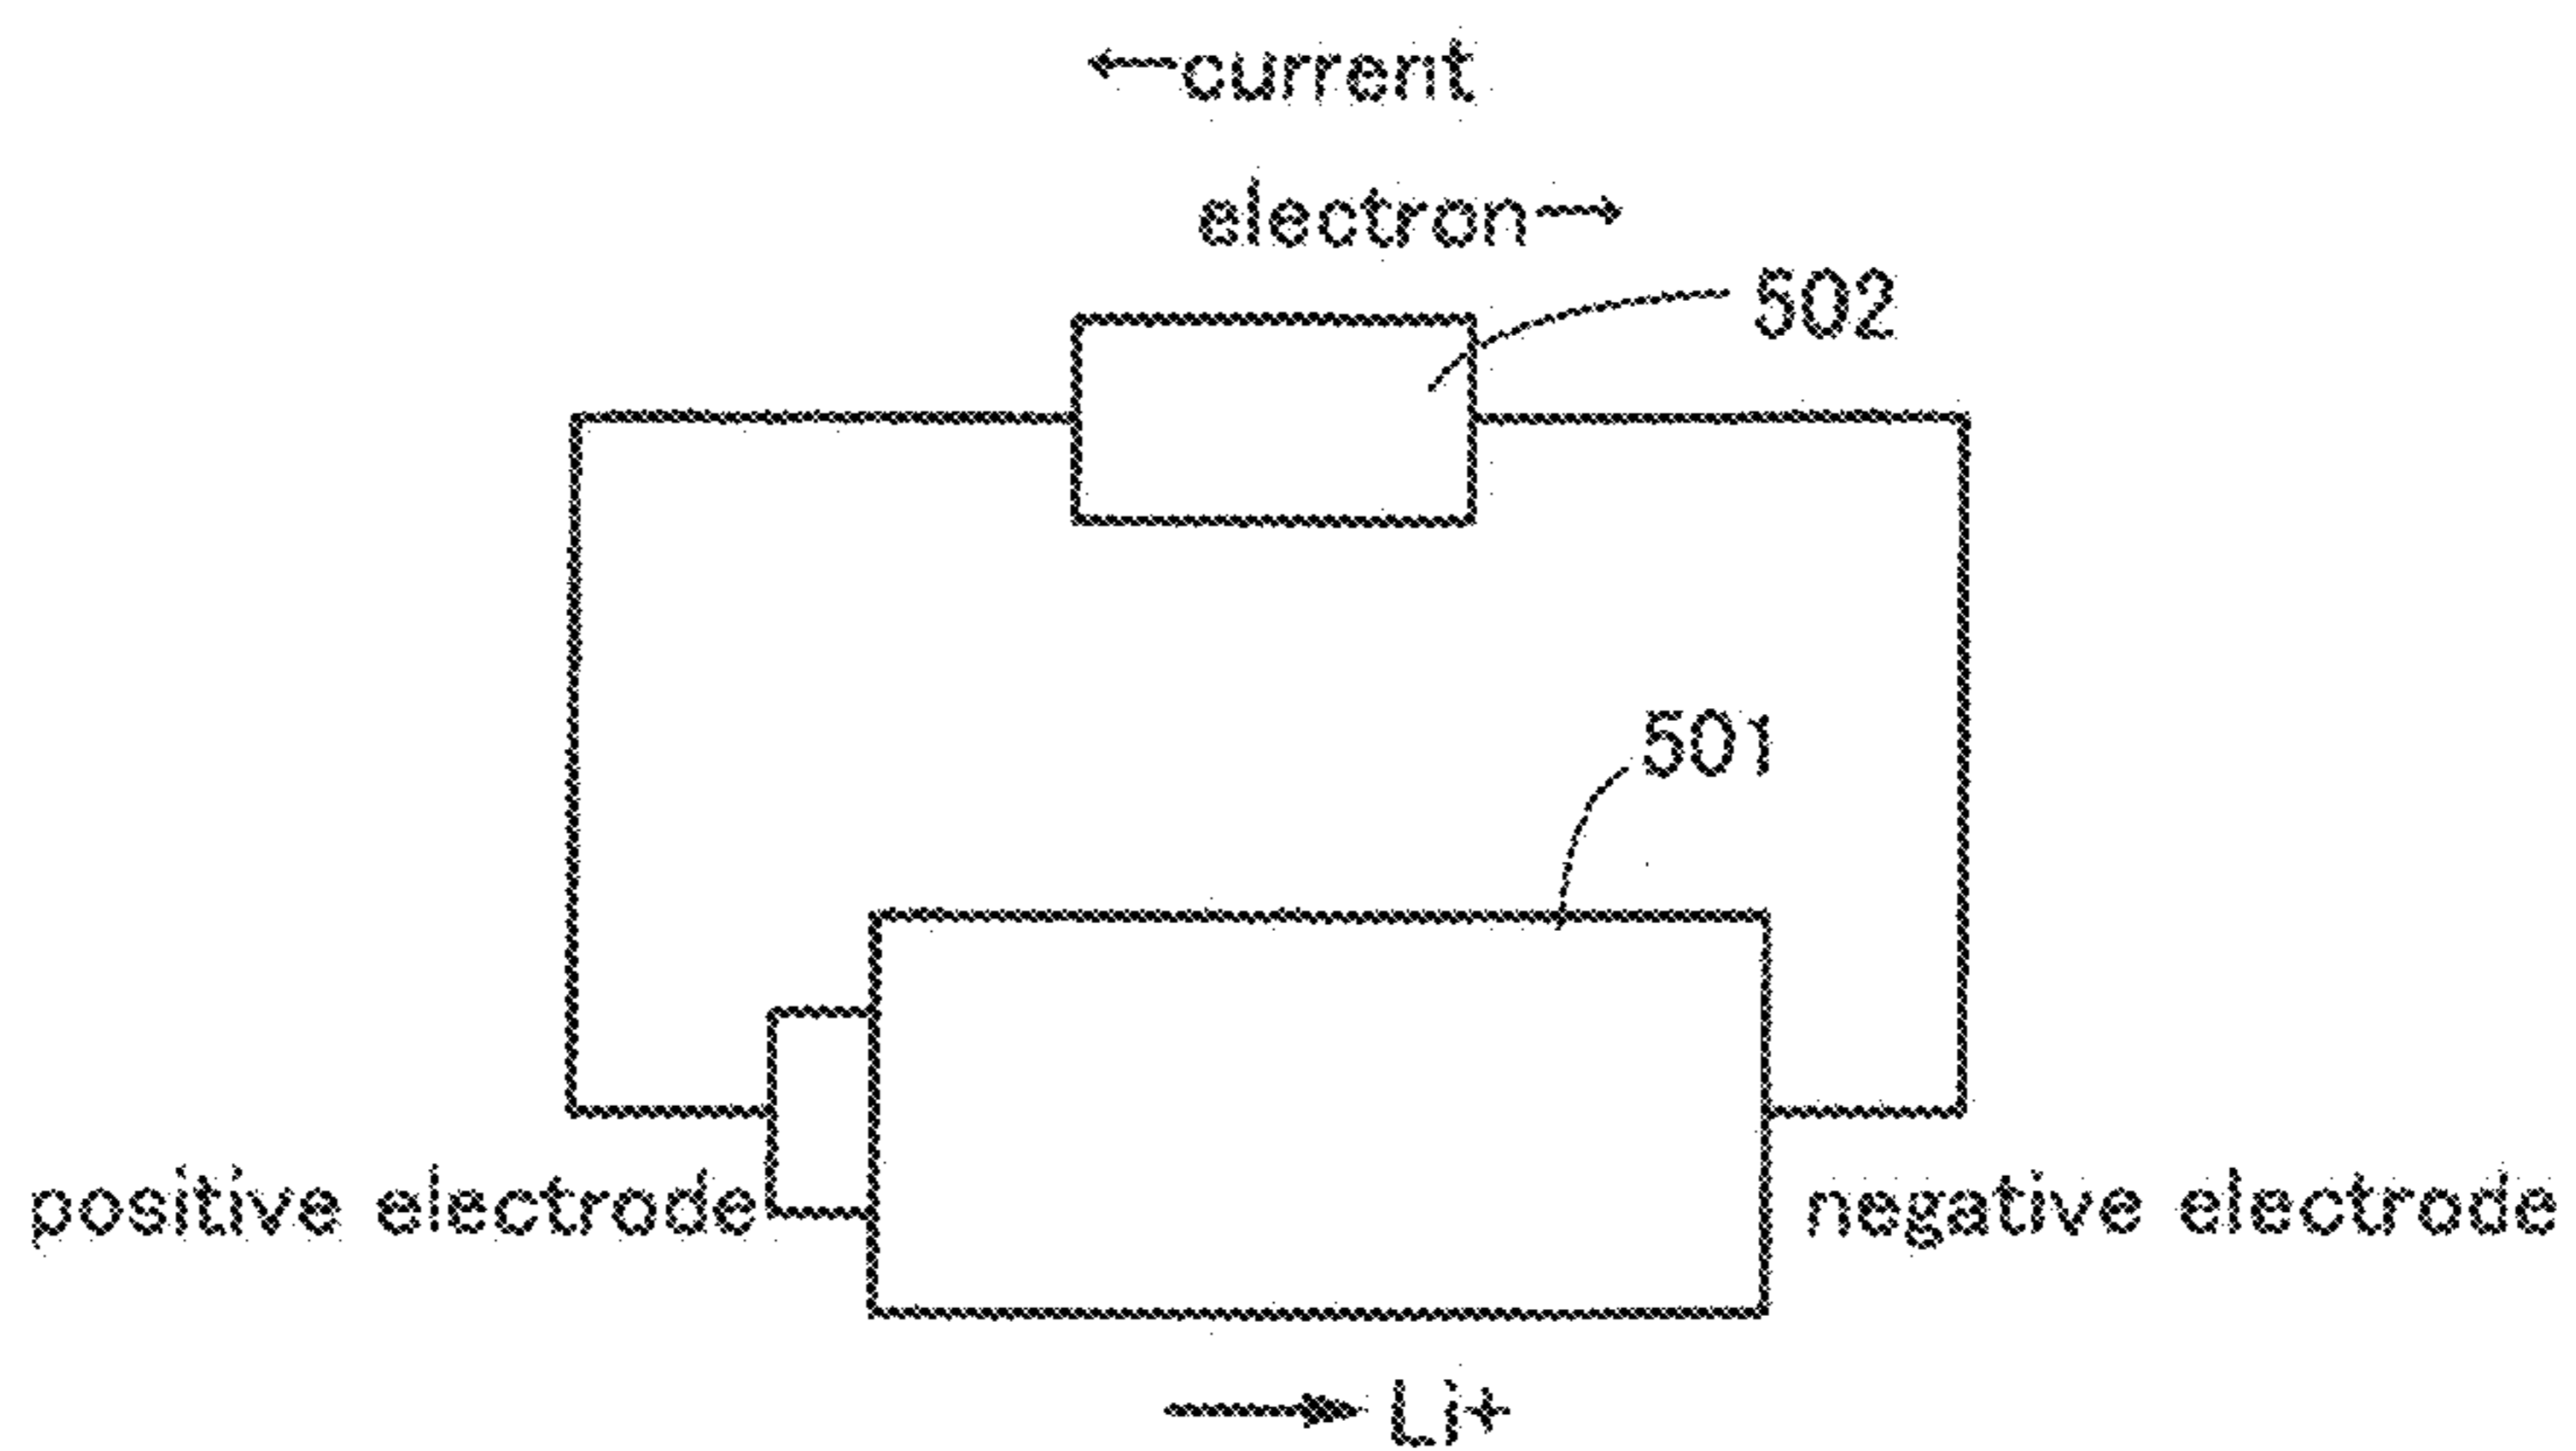 ←current
electron→
502
501
positive electrode
negative electrode
→Li+